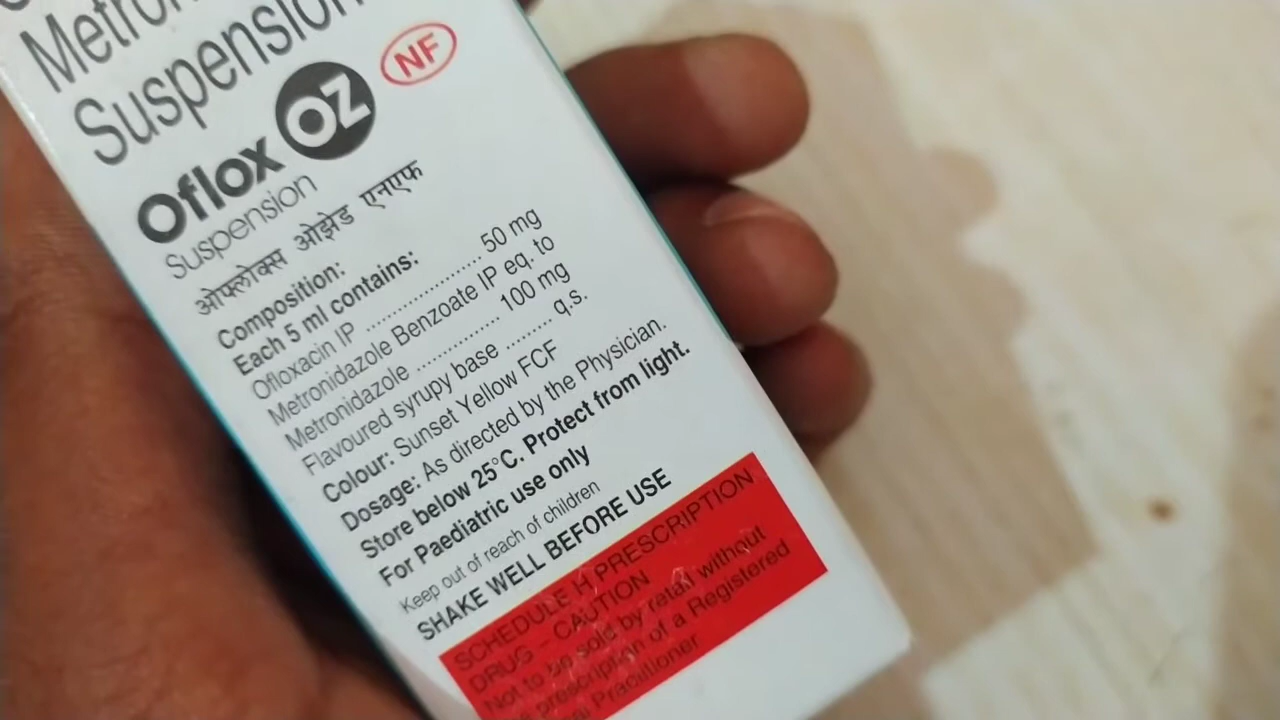 Suspension
Oflox OZ NF
Suspension
ओफ्लोक्स ओझेड एनएफ
Composition:
Each 5 ml contains:
Ofloxacin IP ........................ 50 mg
Metronidazole Benzoate IP eq. to
Metronidazole ................. 100 mg
Flavoured syrupy base ........ q.s.
Colour: Sunset Yellow FCF
Dosage: As directed by the Physician.
Store below 25°C. Protect from light.
For Paediatric use only
Keep out of reach of children
SHAKE WELL BEFORE USE
SCHEDULE H PRESCRIPTION
DRUG - CAUTION
Not to be sold by retail without
prescription of a Registered
Practitioner